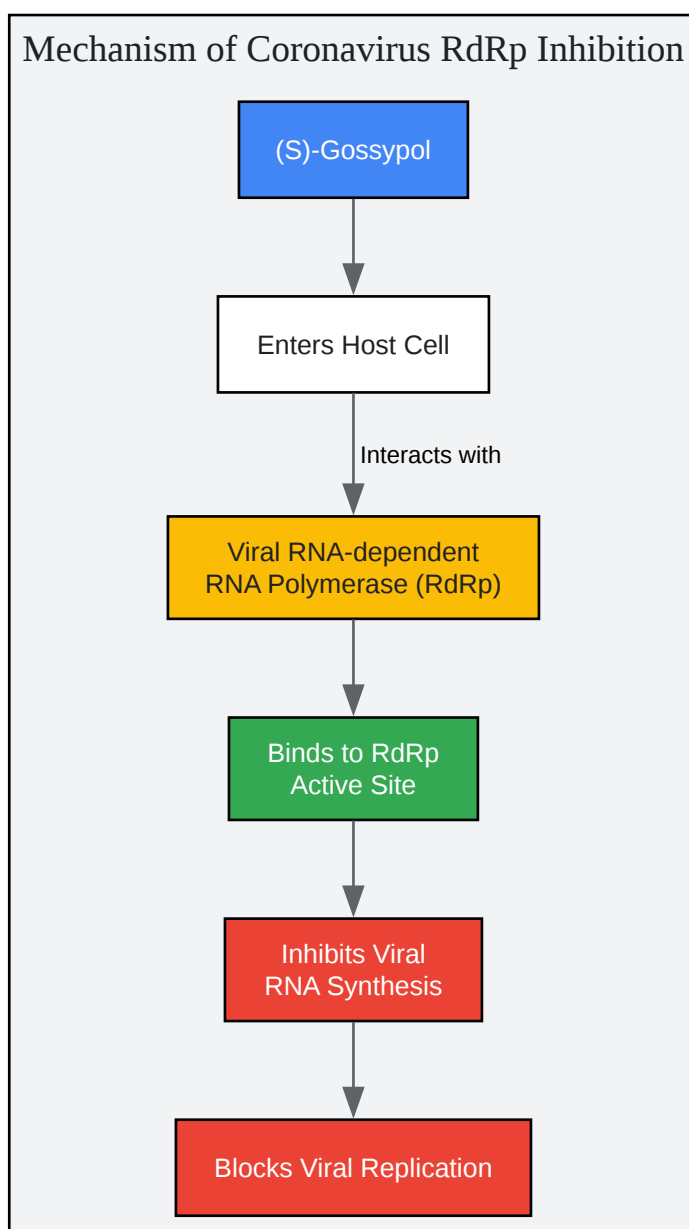 Mechanism of Coronavirus RdRp Inhibition
(S)-Gossypol
Enters Host Cell
Interacts with
Viral RNA-dependent
RNA Polymerase (RdRp)
Binds to RdRp
Active Site
Inhibits Viral
RNA Synthesis
Blocks Viral Replication